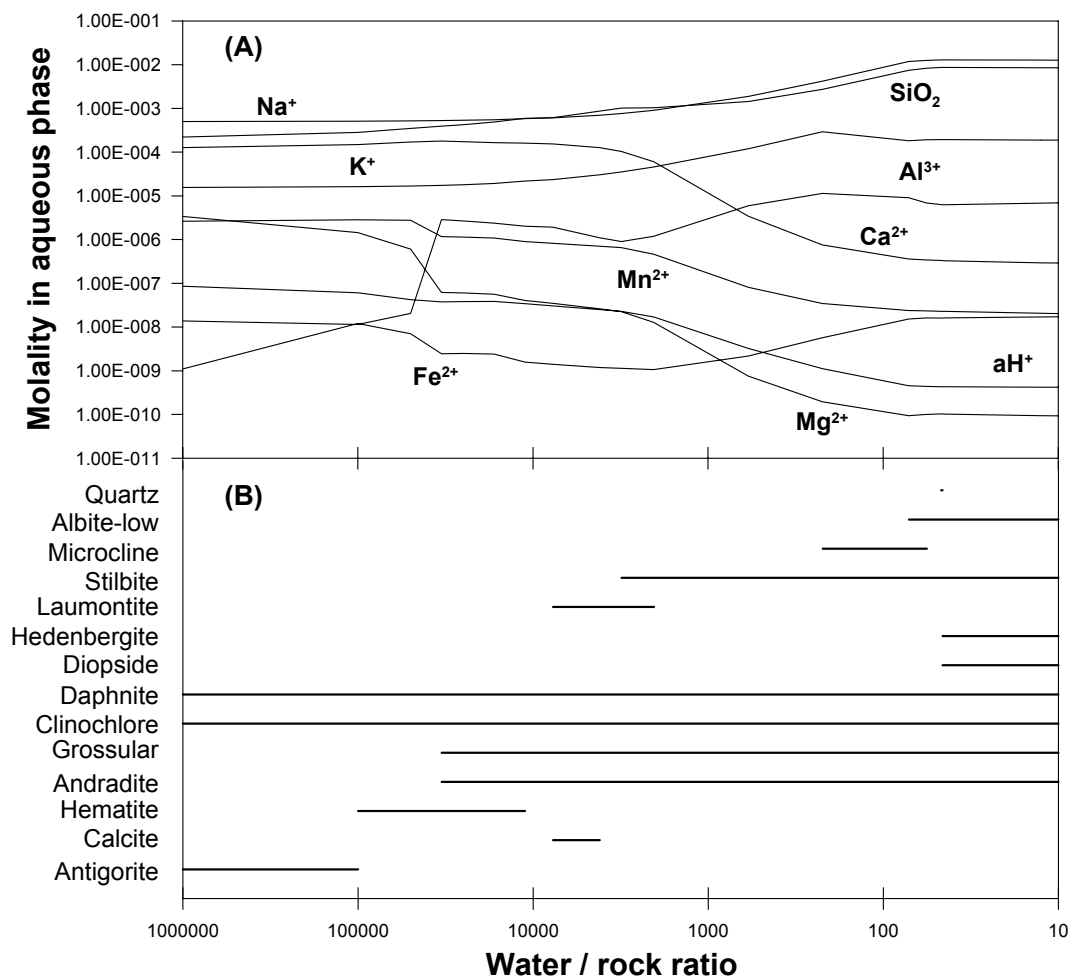 Molality in aqueous phase
1.00E-001
1.00E-002
1.00E-003
1.00E-004
1.00E-005
1.00E-006
1.00E-007
1.00E-008
1.00E-009
1.00E-010
1.00E-011
(A)
Na⁺
SiO₂
K⁺
Al³⁺
Ca²⁺
Mn²⁺
Fe²⁺
aH⁺
Mg²⁺
(B)
Quartz
Albite-low
Microcline
Stilbite
Laumontite
Hedenbergite
Diopside
Daphnite
Clinochlore
Grossular
Andradite
Hematite
Calcite
Antigorite
1000000 100000 10000 1000 100 10
Water / rock ratio